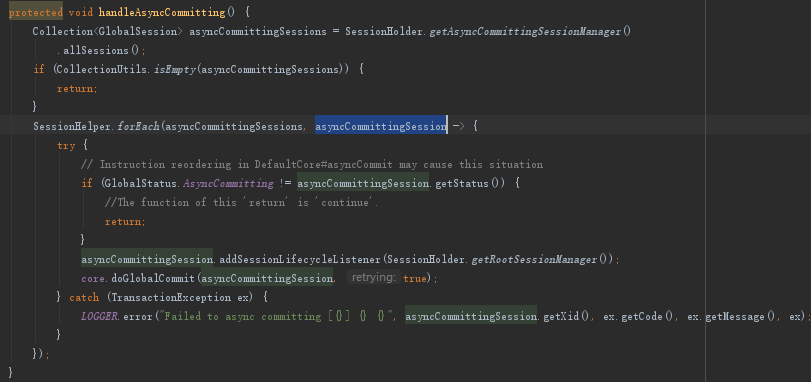 protected void handleAsyncCommitting() {
Collection<GlobalSession> asyncCommittingSessions = SessionHolder.getAsyncCommittingSessionManager()
.allSessions();
if (CollectionUtils.isEmpty(asyncCommittingSessions)) {
return;
}
SessionHelper.forEach(asyncCommittingSessions, asyncCommittingSession -> {
try {
// Instruction reordering in DefaultCore#asyncCommit may cause this situation
if (GlobalStatus.AsyncCommitting != asyncCommittingSession.getStatus()) {
//The function of this 'return' is 'continue'.
return;
}
asyncCommittingSession.addSessionLifecycleListener(SessionHolder.getRootSessionManager());
core.doGlobalCommit(asyncCommittingSession, retrying: true);
} catch (TransactionException ex) {
LOGGER.error("Failed to async committing [{}] {} {}", asyncCommittingSession.getXid(), ex.getCode(), ex.getMessage(), ex);
}
});
}